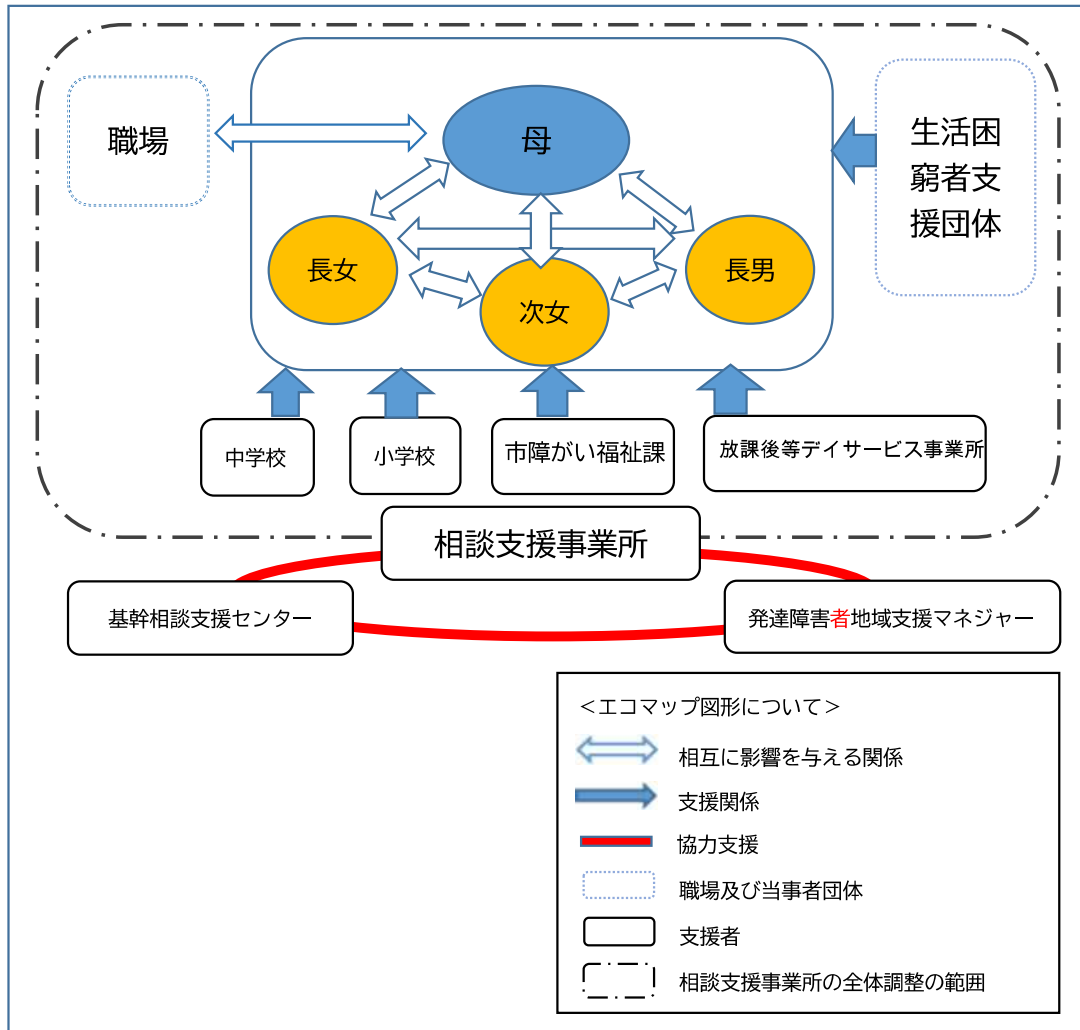 職場
母
生活困
窮者支
援団体
長女
次女
長男
中学校
小学校
市障がい福祉課
放課後等デイサービス事業所
相談支援事業所
基幹相談支援センター
発達障害者地域支援マネジャー
＜エコマップ図形について＞
相互に影響を与える関係
支援関係
協力支援
職場及び当事者団体
支援者
相談支援事業所の全体調整の範囲